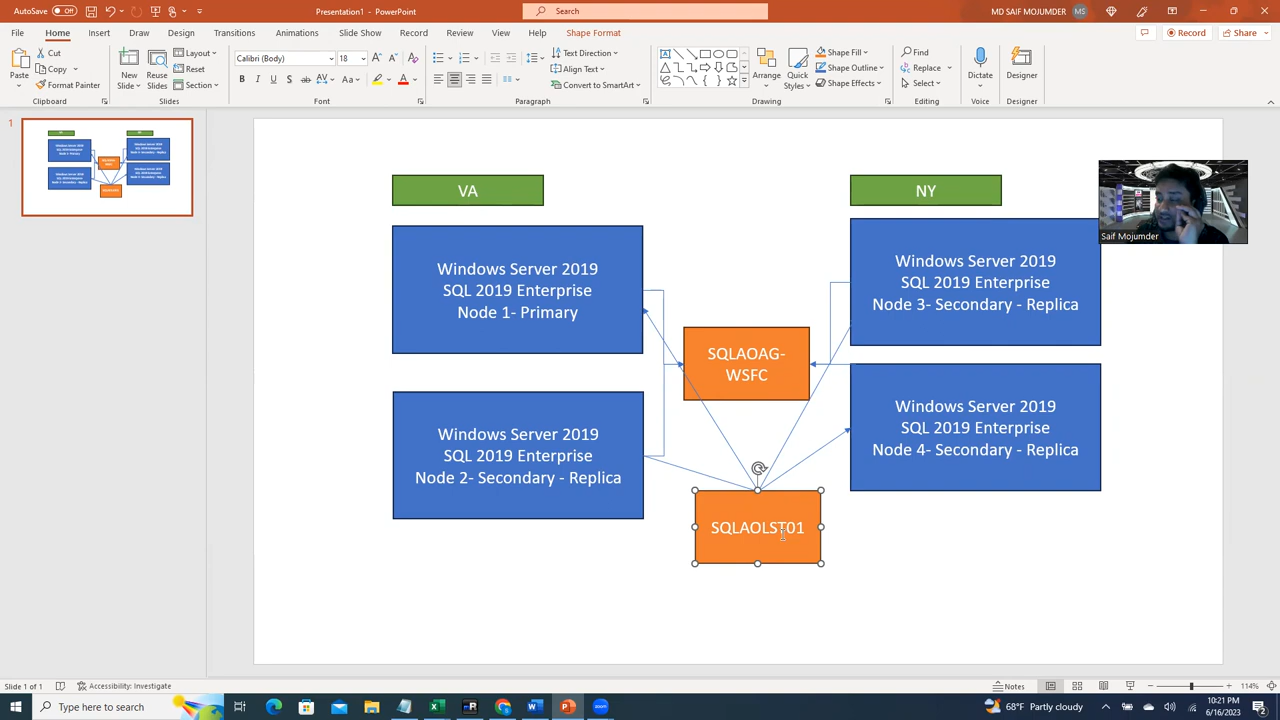 AutoSave
Off
Presentation1 - PowerPoint
Search
MD SAIF MOJUMDER
MS
File
Home
Insert
Draw
Design
Transitions
Animations
Slide Show
Record
Review
View
Help
Shape Format
Record
Share
Paste
Cut
Copy
Format Painter
Clipboard
New
Slide
Reuse
Slides
Layout
Reset
Section
Slides
Calibri (Body)
18
Font
Text Direction
Align Text
Convert to SmartArt
Paragraph
Arrange
Quick
Styles
Shape Fill
Shape Outline
Shape Effects
Drawing
Find
Replace
Select
Editing
Dictate
Voice
Designer
Designer
1
VA
NY
Windows Server 2019
SQL 2019 Enterprise
Node 1- Primary
Windows Server 2019
SQL 2019 Enterprise
Node 3- Secondary - Replica
Saif Mojumder
SQLAOAG-
WSFC
Windows Server 2019
SQL 2019 Enterprise
Node 2- Secondary - Replica
Windows Server 2019
SQL 2019 Enterprise
Node 4- Secondary - Replica
SQLAOLST01
Slide 1 of 1
Accessibility: Investigate
Notes
114%
Type here to search
68°F Partly cloudy
10:21 PM
6/16/2023